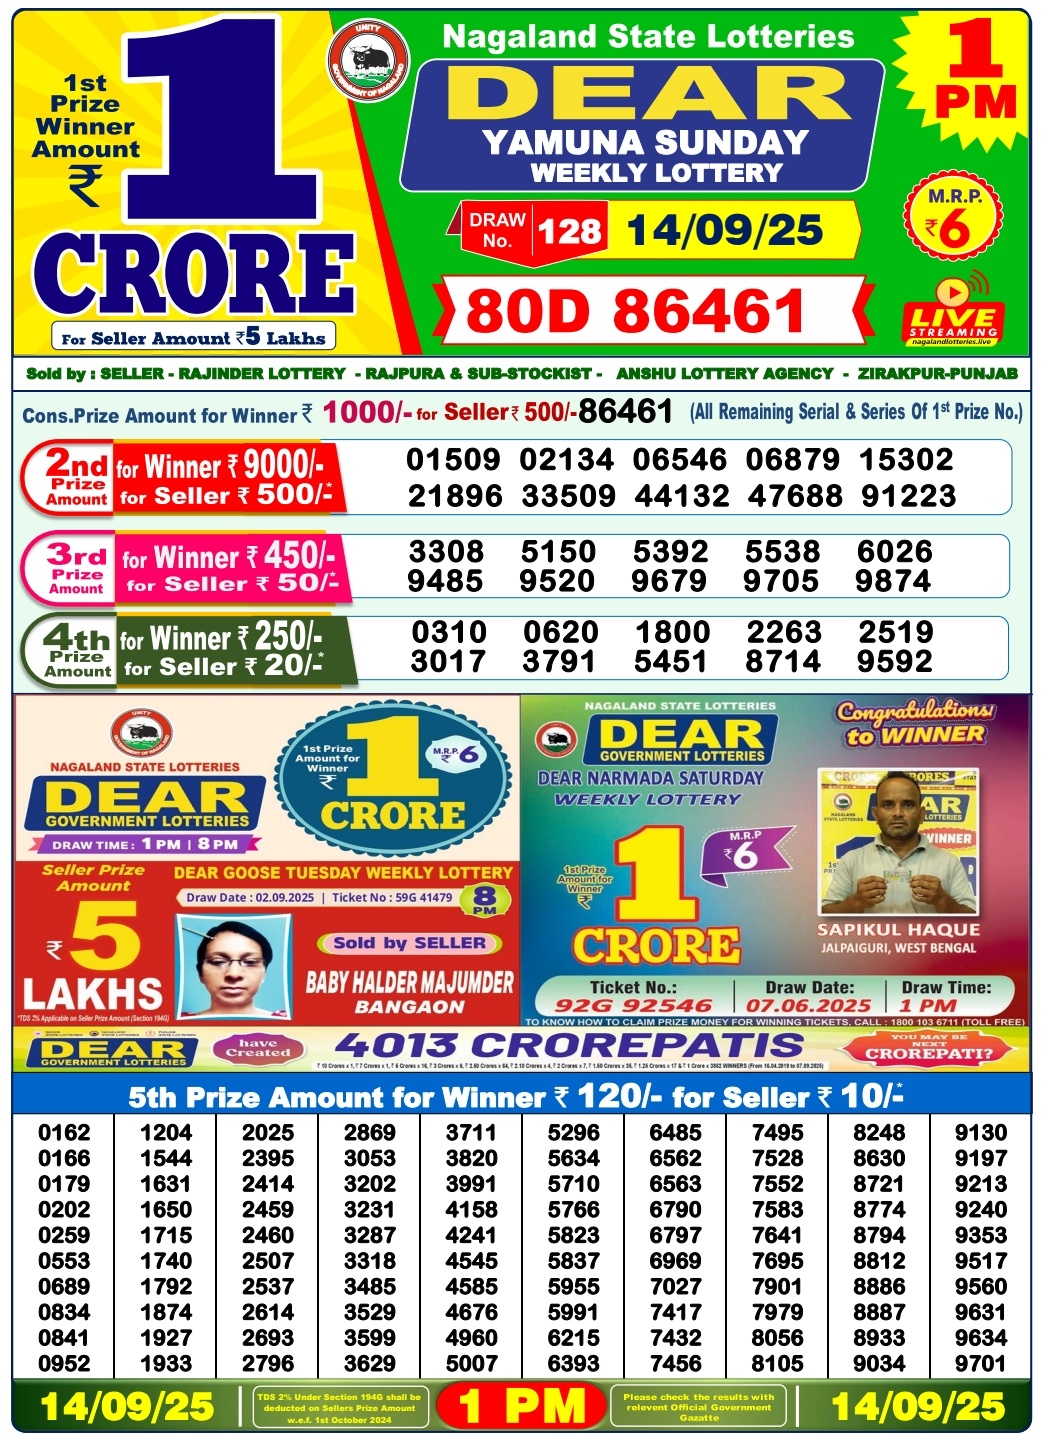 1st
Prize
Winner
Amount
₹
1
CRORE
For Seller Amount ₹5 Lakhs
UNITY
GOVERNMENT OF NAGALAND
Nagaland State Lotteries
DEAR
YAMUNA SUNDAY
WEEKLY LOTTERY
1
PM
DRAW No. 128 14/09/25
M.R.P.
₹6
80D 86461
LIVE
STREAMING
nagalandlotteries.live
Sold by : SELLER - RAJINDER LOTTERY - RAJPURA & SUB-STOCKIST - ANSHU LOTTERY AGENCY - ZIRAKPUR-PUNJAB
Cons.Prize Amount for Winner ₹ 1000/- for Seller ₹ 500/- 86461 (All Remaining Serial & Series Of 1st Prize No.)
2nd Prize Amount for Winner ₹ 9000/-
for Seller ₹ 500/-*
01509 02134 06546 06879 15302
21896 33509 44132 47688 91223
3rd Prize Amount for Winner ₹ 450/-
for Seller ₹ 50/-*
3308 5150 5392 5538 6026
9485 9520 9679 9705 9874
4th Prize Amount for Winner ₹ 250/-
for Seller ₹ 20/-*
0310 0620 1800 2263 2519
3017 3791 5451 8714 9592
NAGALAND STATE LOTTERIES
DEAR
GOVERNMENT LOTTERIES
DRAW TIME : 1 PM | 8 PM
1st Prize
Amount for
Winner
₹
1
CRORE
M.R.P.
₹6
Seller Prize
Amount
₹ 5
LAKHS
*TDS 2% Applicable on Seller Prize Amount (Section 194G)
DEAR GOOSE TUESDAY WEEKLY LOTTERY
Draw Date : 02.09.2025 | Ticket No : 59G 41479
8
PM
Sold by SELLER
BABY HALDER MAJUMDER
BANGAON
NAGALAND STATE LOTTERIES
DEAR
GOVERNMENT LOTTERIES
DEAR NARMADA SATURDAY
WEEKLY LOTTERY
1st Prize
Amount for
Winner
₹
1
CRORE
M.R.P
₹6
Congratulations!
to WINNER
SAPIKUL HAQUE
JALPAIGURI, WEST BENGAL
Ticket No.: Draw Date: Draw Time:
92G 92546 07.06.2025 1 PM
TO KNOW HOW TO CLAIM PRIZE MONEY FOR WINNING TICKETS, CALL : 1800 103 6711 (TOLL FREE)
DEAR
GOVERNMENT LOTTERIES
have
Created
4013 CROREPATIS
YOU MAY BE
NEXT
CROREPATI?
5th Prize Amount for Winner ₹ 120/- for Seller ₹ 10/-*
0162 1204 2025 2869 3711 5296 6485 7495 8248 9130
0166 1544 2395 3053 3820 5634 6562 7528 8630 9197
0179 1631 2414 3202 3991 5710 6563 7552 8721 9213
0202 1650 2459 3231 4158 5766 6790 7583 8774 9240
0259 1715 2460 3287 4241 5823 6797 7641 8794 9353
0553 1740 2507 3318 4545 5837 6969 7695 8812 9517
0689 1792 2537 3485 4585 5955 7027 7901 8886 9560
0834 1874 2614 3529 4676 5991 7417 7979 8887 9631
0841 1927 2693 3599 4960 6215 7432 8056 8933 9634
0952 1933 2796 3629 5007 6393 7456 8105 9034 9701
14/09/25
TDS 2% Under Section 194G shall be
deducted on Sellers Prize Amount
w.e.f. 1st October 2024
1 PM
Please check the results with
relevent Official Government
Gazatte
14/09/25